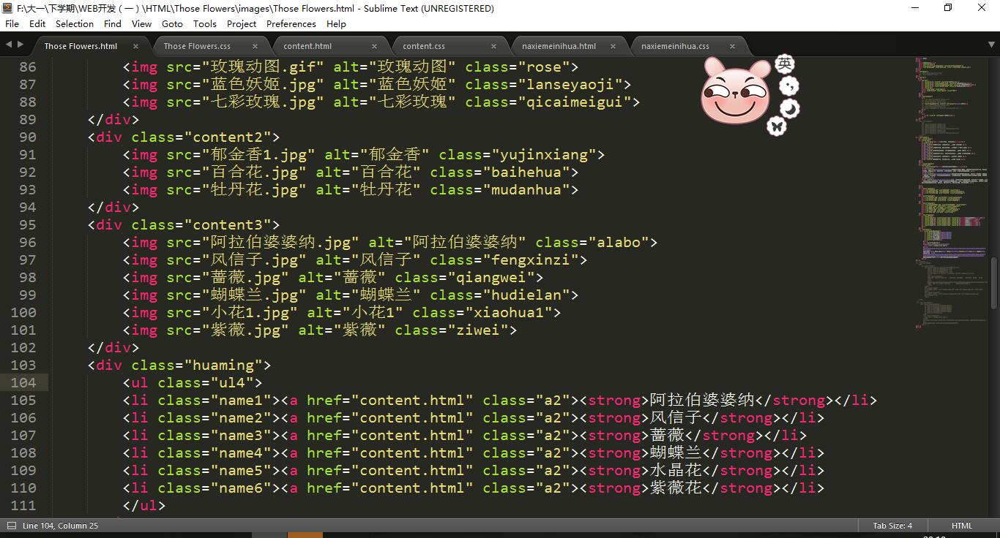 F:\大一\下学期\WEB开发（一）\HTML\Those Flowers\images\Those Flowers.html - Sublime Text (UNREGISTERED)
File Edit Selection Find View Goto Tools Project Preferences Help
Those Flowers.html × Those Flowers.css × content.html × content.css × naxiemeinihua.html × naxiemeinihua.css ×
英
86 <img src="玫瑰动图.gif" alt="玫瑰动图" class="rose">
87 <img src="蓝色妖姬.jpg" alt="蓝色妖姬" class="lanseyaoji">
88 <img src="七彩玫瑰.jpg" alt="七彩玫瑰" class="qicaimeigui">
89 </div>
90 <div class="content2">
91 <img src="郁金香1.jpg" alt="郁金香" class="yujinxiang">
92 <img src="百合花.jpg" alt="百合花" class="baihehua">
93 <img src="牡丹花.jpg" alt="牡丹花" class="mudanhua">
94 </div>
95 <div class="content3">
96 <img src="阿拉伯婆婆纳.jpg" alt="阿拉伯婆婆纳" class="alabo">
97 <img src="风信子.jpg" alt="风信子" class="fengxinzi">
98 <img src="蔷薇.jpg" alt="蔷薇" class="qiangwei">
99 <img src="蝴蝶兰.jpg" alt="蝴蝶兰" class="hudielan">
100 <img src="小花1.jpg" alt="小花1" class="xiaohua1">
101 <img src="紫薇.jpg" alt="紫薇" class="ziwei">
102 </div>
103 <div class="huaming">
104 <ul class="ul4">
105 <li class="name1"><a href="content.html" class="a2"><strong>阿拉伯婆婆纳</strong></li>
106 <li class="name2"><a href="content.html" class="a2"><strong>风信子</strong></li>
107 <li class="name3"><a href="content.html" class="a2"><strong>蔷薇</strong></li>
108 <li class="name4"><a href="content.html" class="a2"><strong>蝴蝶兰</strong></li>
109 <li class="name5"><a href="content.html" class="a2"><strong>水晶花</strong></li>
110 <li class="name6"><a href="content.html" class="a2"><strong>紫薇花</strong></li>
111 </ul>
Line 104, Column 25 Tab Size: 4 HTML